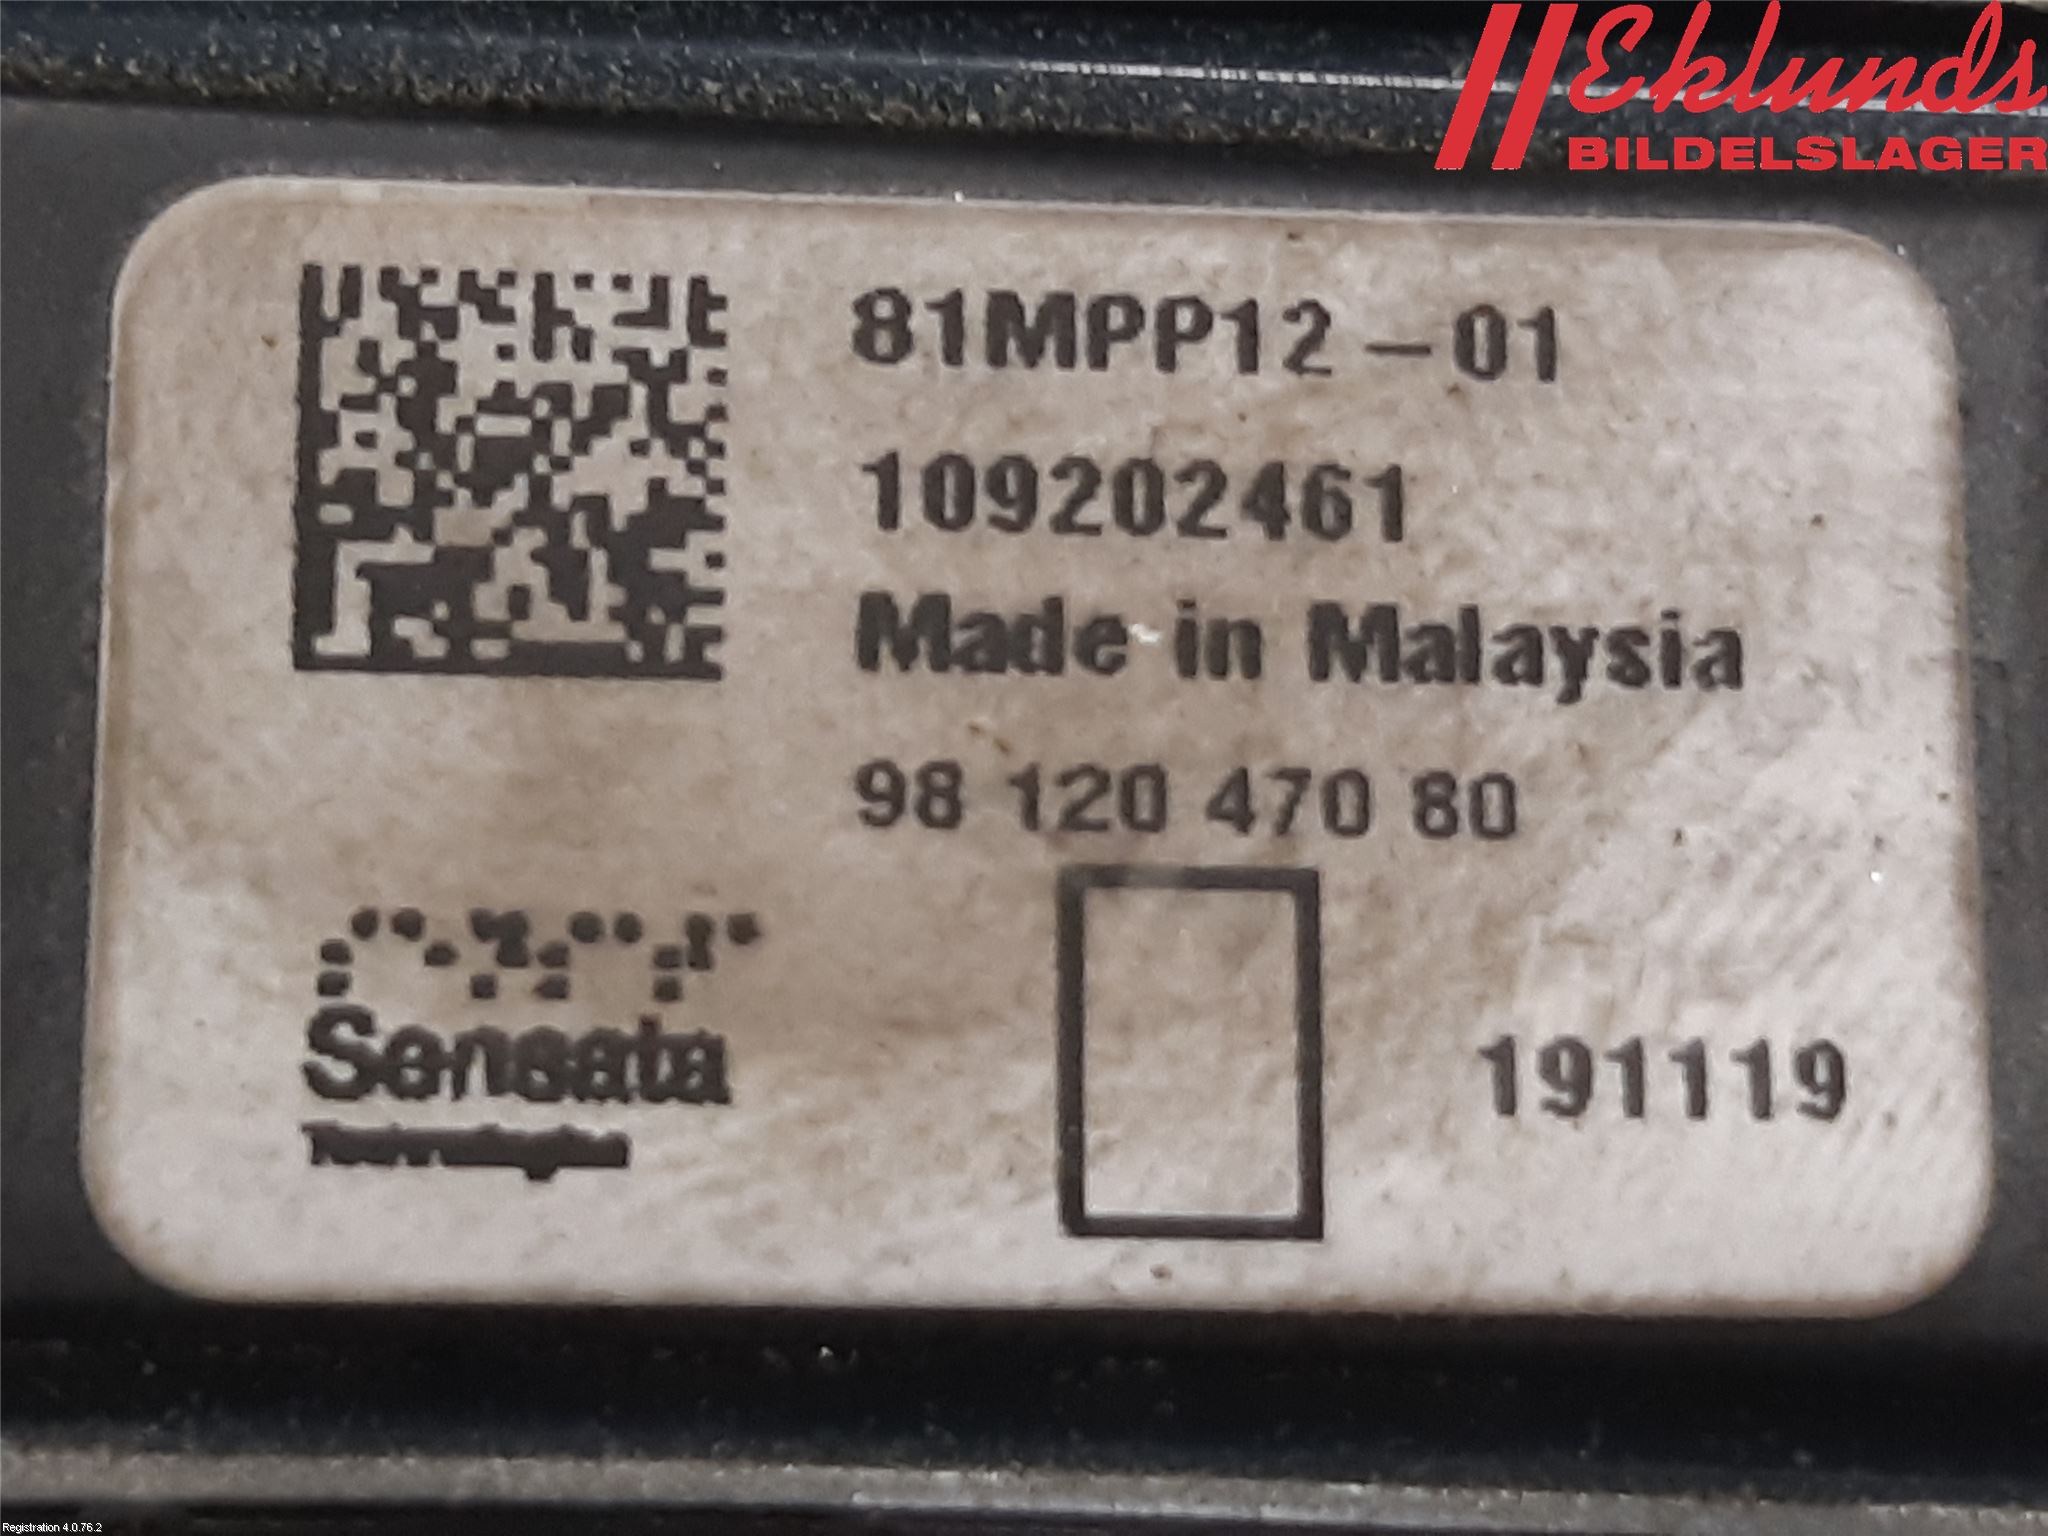 Eklunds
BILDELSLAGER
81MPP12-01
109202461
Made in Malaysia
98 120 470 80
Sensata
Technologies
191119
Registration 4.0.76.2